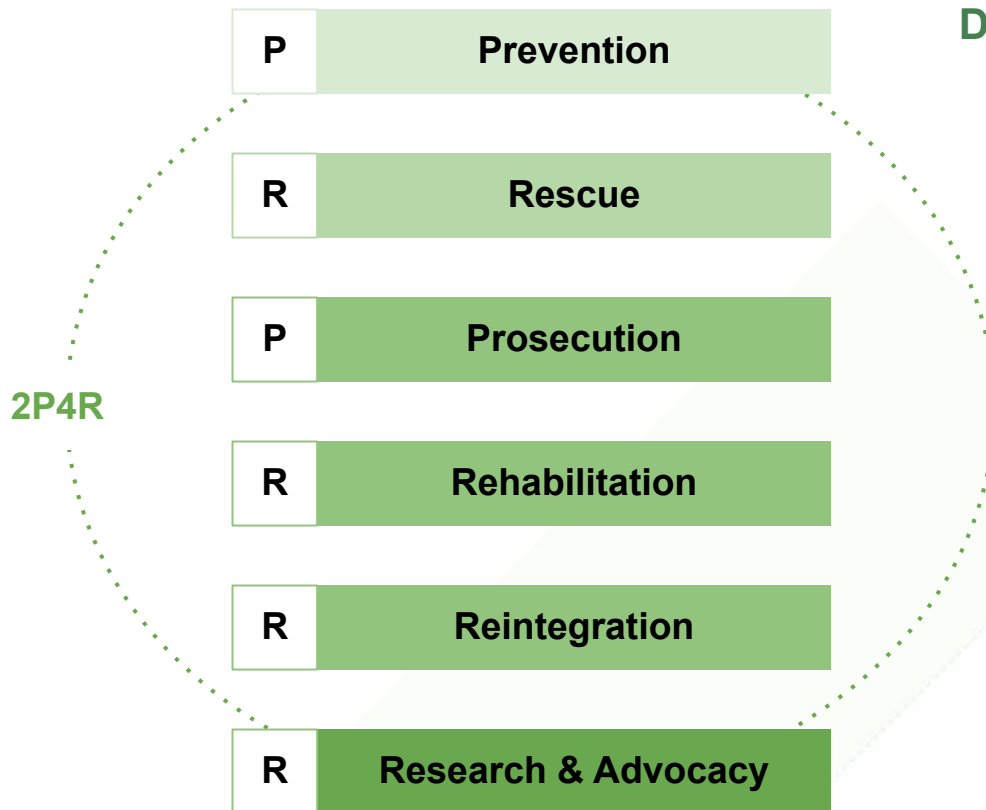 D
P Prevention
R Rescue
P Prosecution
2P4R
R Rehabilitation
R Reintegration
R Research & Advocacy